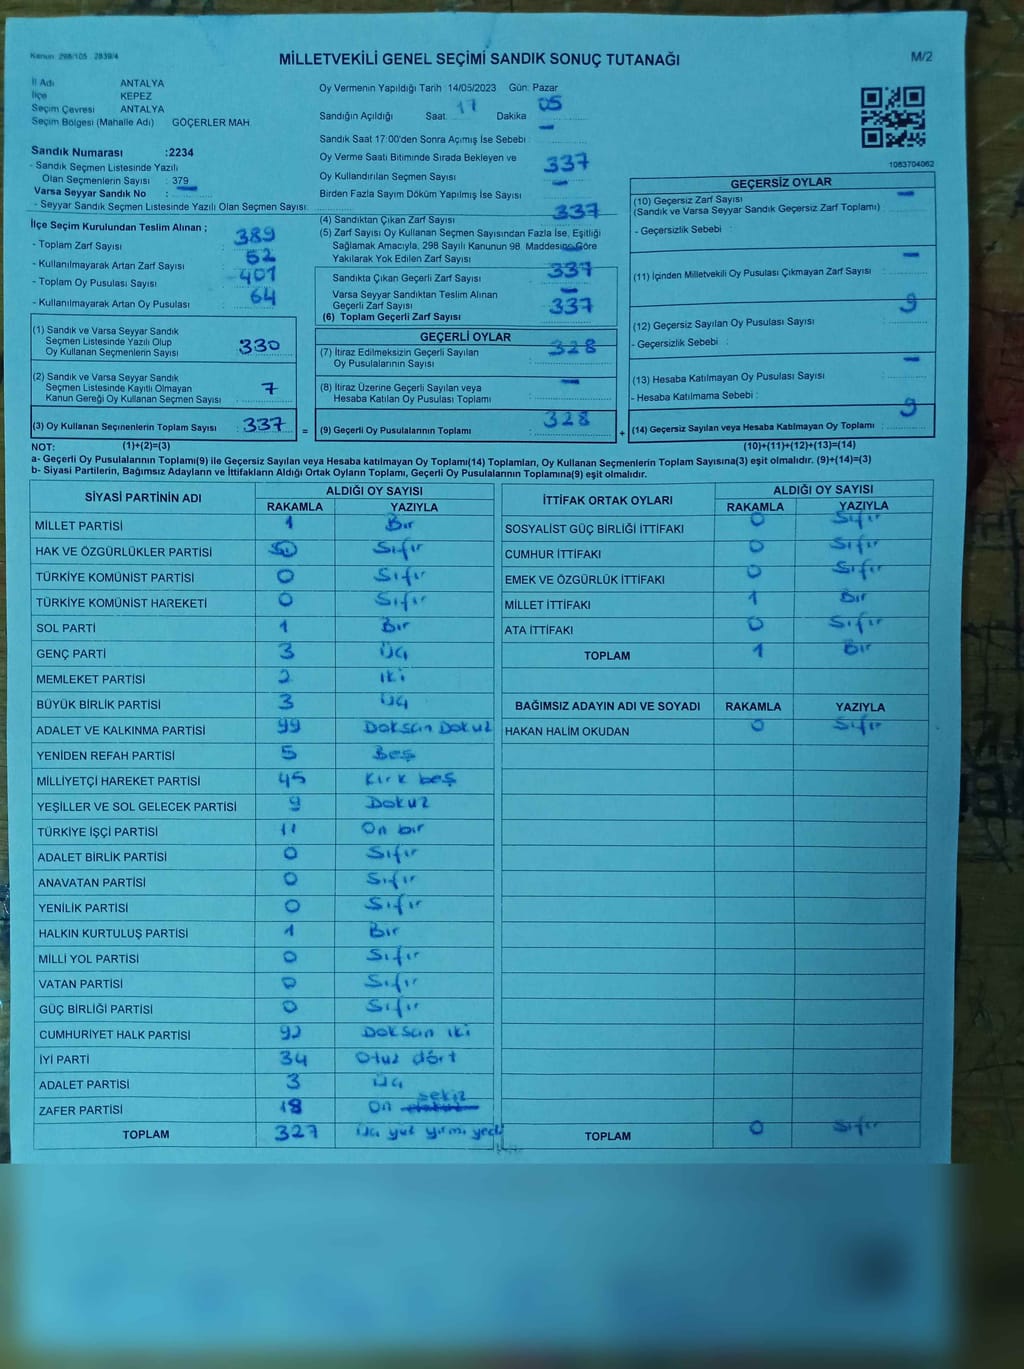 Kanun 298/105 2839/4
MİLLETVEKİLİ GENEL SEÇİMİ SANDIK SONUÇ TUTANAĞI
M/2
İl Adı ANTALYA
İlçe KEPEZ
Seçim Çevresi ANTALYA
Seçim Bölgesi (Mahalle Adı) GÖÇERLER MAH.
Sandık Numarası :2234
- Sandık Seçmen Listesinde Yazılı
Olan Seçmenlerin Sayısı : 379
Varsa Seyyar Sandık No : —
- Seyyar Sandık Seçmen Listesinde Yazılı Olan Seçmen Sayısı:
İlçe Seçim Kurulundan Teslim Alınan ;
- Toplam Zarf Sayısı : 389
- Kullanılmayarak Artan Zarf Sayısı : 52
- Toplam Oy Pusulası Sayısı : 401
- Kullanılmayarak Artan Oy Pusulası : 64
(1) Sandık ve Varsa Seyyar Sandık
Seçmen Listesinde Yazılı Olup
Oy Kullanan Seçmenlerin Sayısı : 330
(2) Sandık ve Varsa Seyyar Sandık
Seçmen Listesinde Kayıtlı Olmayan
Kanun Gereği Oy Kullanan Seçmen Sayısı : 7
(3) Oy Kullanan Seçmenlerin Toplam Sayısı : 337
Oy Vermenin Yapıldığı Tarih 14/05/2023 Gün: Pazar
Sandığın Açıldığı Saat 17 Dakika 05
Sandık Saat 17:00'den Sonra Açımış İse Sebebi : —
Oy Verme Saati Bitiminde Sırada Bekleyen ve
Oy Kullandırılan Seçmen Sayısı 337
Birden Fazla Sayım Döküm Yapılmış İse Sayısı —
(4) Sandıktan Çıkan Zarf Sayısı 337
(5) Zarf Sayısı Oy Kullanan Seçmen Sayısından Fazla İse, Eşitliği
Sağlamak Amacıyla, 298 Sayılı Kanunun 98. Maddesine Göre
Yakılarak Yok Edilen Zarf Sayısı —
Sandıkta Çıkan Geçerli Zarf Sayısı : 337
Varsa Seyyar Sandıktan Teslim Alınan
Geçerli Zarf Sayısı —
(6) Toplam Geçerli Zarf Sayısı : 337
GEÇERLİ OYLAR
(7) İtiraz Edilmeksizin Geçerli Sayılan
Oy Pusulalarının Sayısı : 328
(8) İtiraz Üzerine Geçerli Sayılan veya
Hesaba Katılan Oy Pusulası Toplamı : —
= (9) Geçerli Oy Pusulalarının Toplamı : 328
1063704062
GEÇERSİZ OYLAR
(10) Geçersiz Zarf Sayısı —
(Sandık ve Varsa Seyyar Sandık Geçersiz Zarf Toplamı)
- Geçersizlik Sebebi :
(11) İçinden Milletvekili Oy Pusulası Çıkmayan Zarf Sayısı : —
(12) Geçersiz Sayılan Oy Pusulası Sayısı : 9
- Geçersizlik Sebebi :
(13) Hesaba Katılmayan Oy Pusulası Sayısı : —
- Hesaba Katılmama Sebebi :
+ (14) Geçersiz Sayılan veya Hesaba Katılmayan Oy Toplamı : 9
NOT: (1)+(2)=(3) (10)+(11)+(12)+(13)=(14)
a- Geçerli Oy Pusulalarının Toplamı(9) ile Geçersiz Sayılan veya Hesaba katılmayan Oy Toplamı(14) Toplamları, Oy Kullanan Seçmenlerin Toplam Sayısına(3) eşit olmalıdır. (9)+(14)=(3)
b- Siyasi Partilerin, Bağımsız Adayların ve İttifakların Aldığı Ortak Oyların Toplamı, Geçerli Oy Pusulalarının Toplamına(9) eşit olmalıdır.
SİYASİ PARTİNİN ADI ALDIĞI OY SAYISI
RAKAMLA YAZIYLA
MİLLET PARTİSİ 1 Bir
HAK VE ÖZGÜRLÜKLER PARTİSİ 0 Sıfır
TÜRKİYE KOMÜNİST PARTİSİ 0 Sıfır
TÜRKİYE KOMÜNİST HAREKETİ 0 Sıfır
SOL PARTİ 1 Bir
GENÇ PARTİ 3 Üç
MEMLEKET PARTİSİ 2 iki
BÜYÜK BİRLİK PARTİSİ 3 Üç
ADALET VE KALKINMA PARTİSİ 99 Doksan Dokuz
YENİDEN REFAH PARTİSİ 5 Beş
MİLLİYETÇİ HAREKET PARTİSİ 45 Kırk beş
YEŞİLLER VE SOL GELECEK PARTİSİ 9 Dokuz
TÜRKİYE İŞÇİ PARTİSİ 11 On bir
ADALET BİRLİK PARTİSİ 0 Sıfır
ANAVATAN PARTİSİ 0 Sıfır
YENİLİK PARTİSİ 0 Sıfır
HALKIN KURTULUŞ PARTİSİ 1 Bir
MİLLİ YOL PARTİSİ 0 Sıfır
VATAN PARTİSİ 0 Sıfır
GÜÇ BİRLİĞİ PARTİSİ 0 Sıfır
CUMHURİYET HALK PARTİSİ 92 Doksan iki
İYİ PARTİ 34 Otuz dört
ADALET PARTİSİ 3 Üç
ZAFER PARTİSİ 18 On sekiz
TOPLAM 327 Üç yüz yirmi yedi
İTTİFAK ORTAK OYLARI ALDIĞI OY SAYISI
RAKAMLA YAZIYLA
SOSYALİST GÜÇ BİRLİĞİ İTTİFAKI 0 Sıfır
CUMHUR İTTİFAKI 0 Sıfır
EMEK VE ÖZGÜRLÜK İTTİFAKI 0 Sıfır
MİLLET İTTİFAKI 1 Bir
ATA İTTİFAKI 0 Sıfır
TOPLAM 1 Bir
BAĞIMSIZ ADAYIN ADI VE SOYADI RAKAMLA YAZIYLA
HAKAN HALİM OKUDAN 0 Sıfır
TOPLAM 0 Sıfır